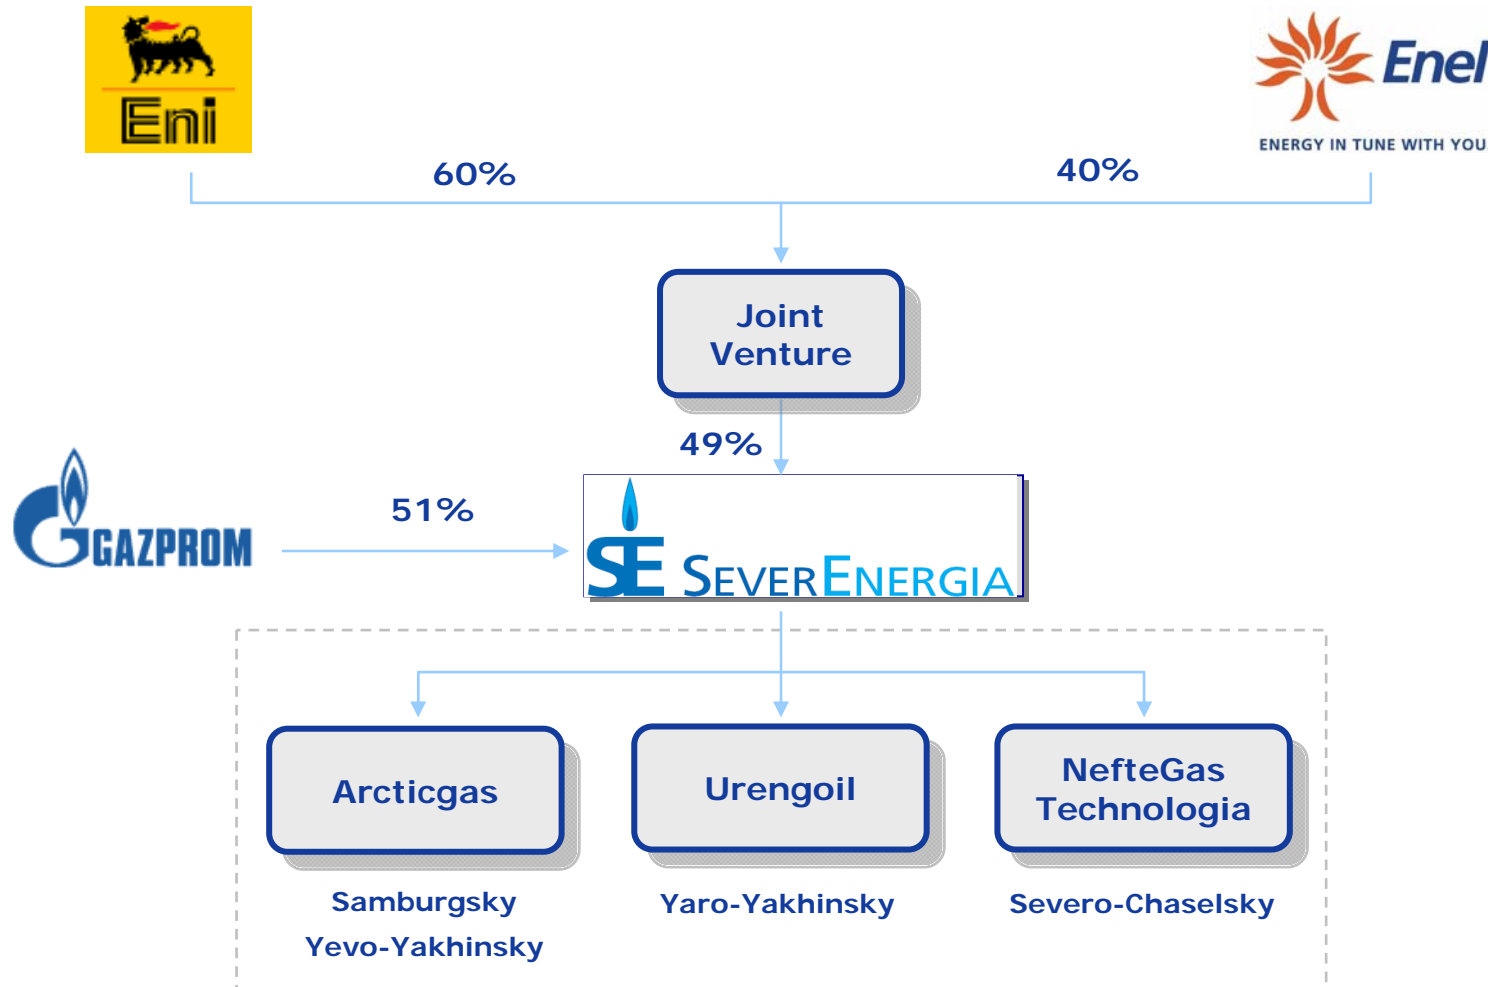 Eni
Enel
ENERGY IN TUNE WITH YOU.
60%
40%
Joint
Venture
49%
GAZPROM
51%
SE SEVERENERGIA
Arcticgas
Urengoil
NefteGas
Technologia
Samburgsky
Yevo-Yakhinsky
Yaro-Yakhinsky
Severo-Chaselsky